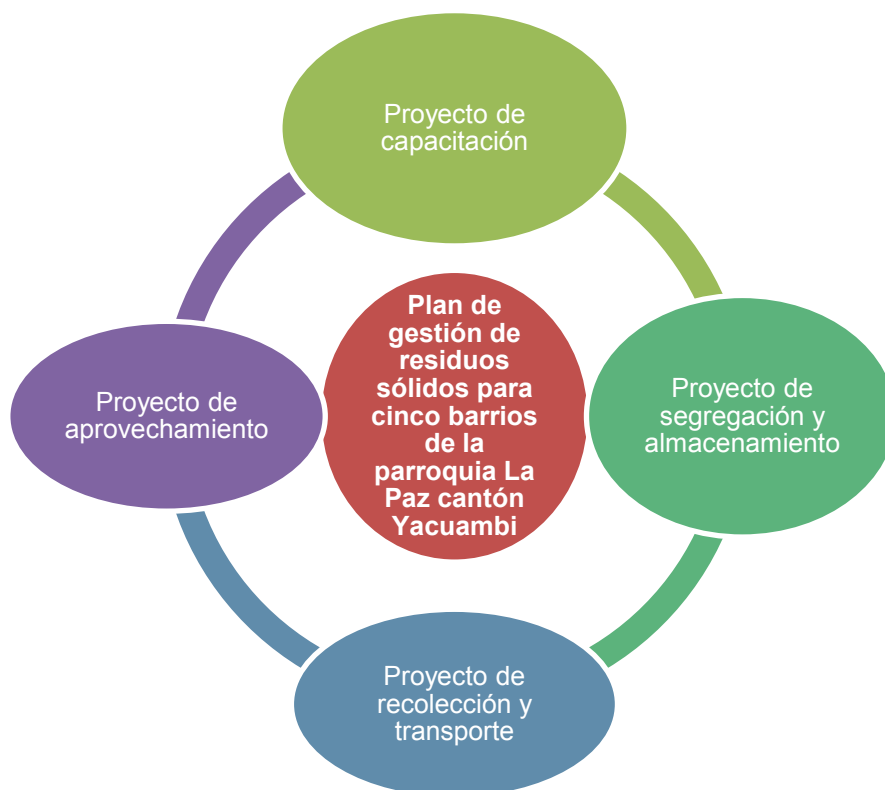 Proyecto de
capacitación
Plan de
gestión de
residuos
sólidos para
cinco barrios
de la
parroquia La
Paz cantón
Yacuambi
Proyecto de
segregación y
almacenamiento
Proyecto de
recolección y
transporte
Proyecto de
aprovechamiento